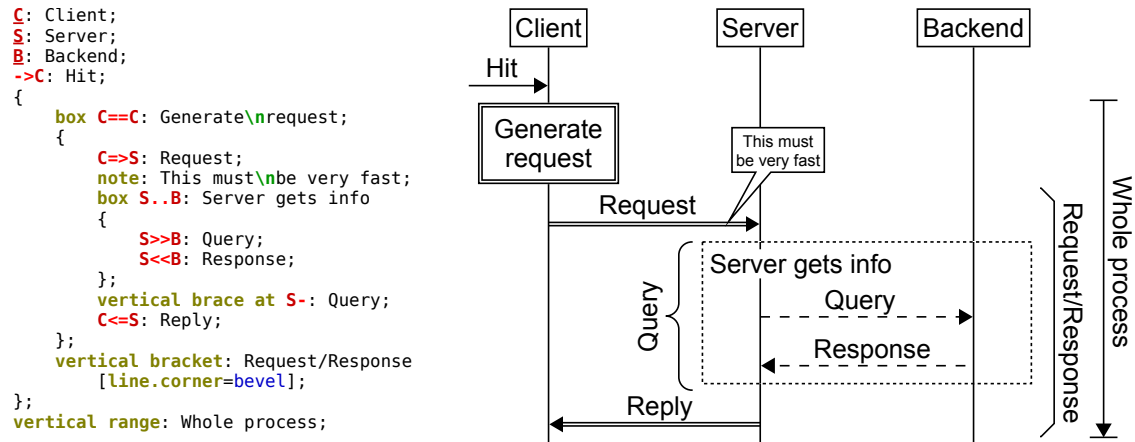 C: Client;
S: Server;
B: Backend;
->C: Hit;
{
    box C==C: Generate\nrequest;
    {
        C=>S: Request;
        note: This must\nbe very fast;
        box S..B: Server gets info
        {
            S>>B: Query;
            S<<B: Response;
        };
        vertical brace at S-: Query;
        C<=S: Reply;
    };
    vertical bracket: Request/Response
        [line.corner=bevel];
};
vertical range: Whole process;
Client
Server
Backend
Hit
Generate
request
This must
be very fast
Request
Server gets info
Query
Query
Response
Reply
Request/Response
Whole process